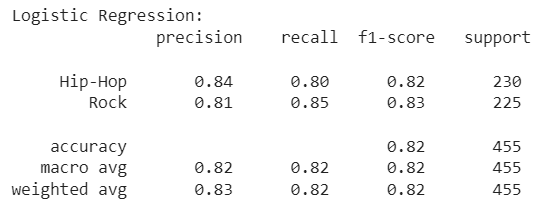 Logistic Regression:
precision recall f1-score support
Hip-Hop 0.84 0.80 0.82 230
Rock 0.81 0.85 0.83 225
accuracy 0.82 455
macro avg 0.82 0.82 0.82 455
weighted avg 0.83 0.82 0.82 455